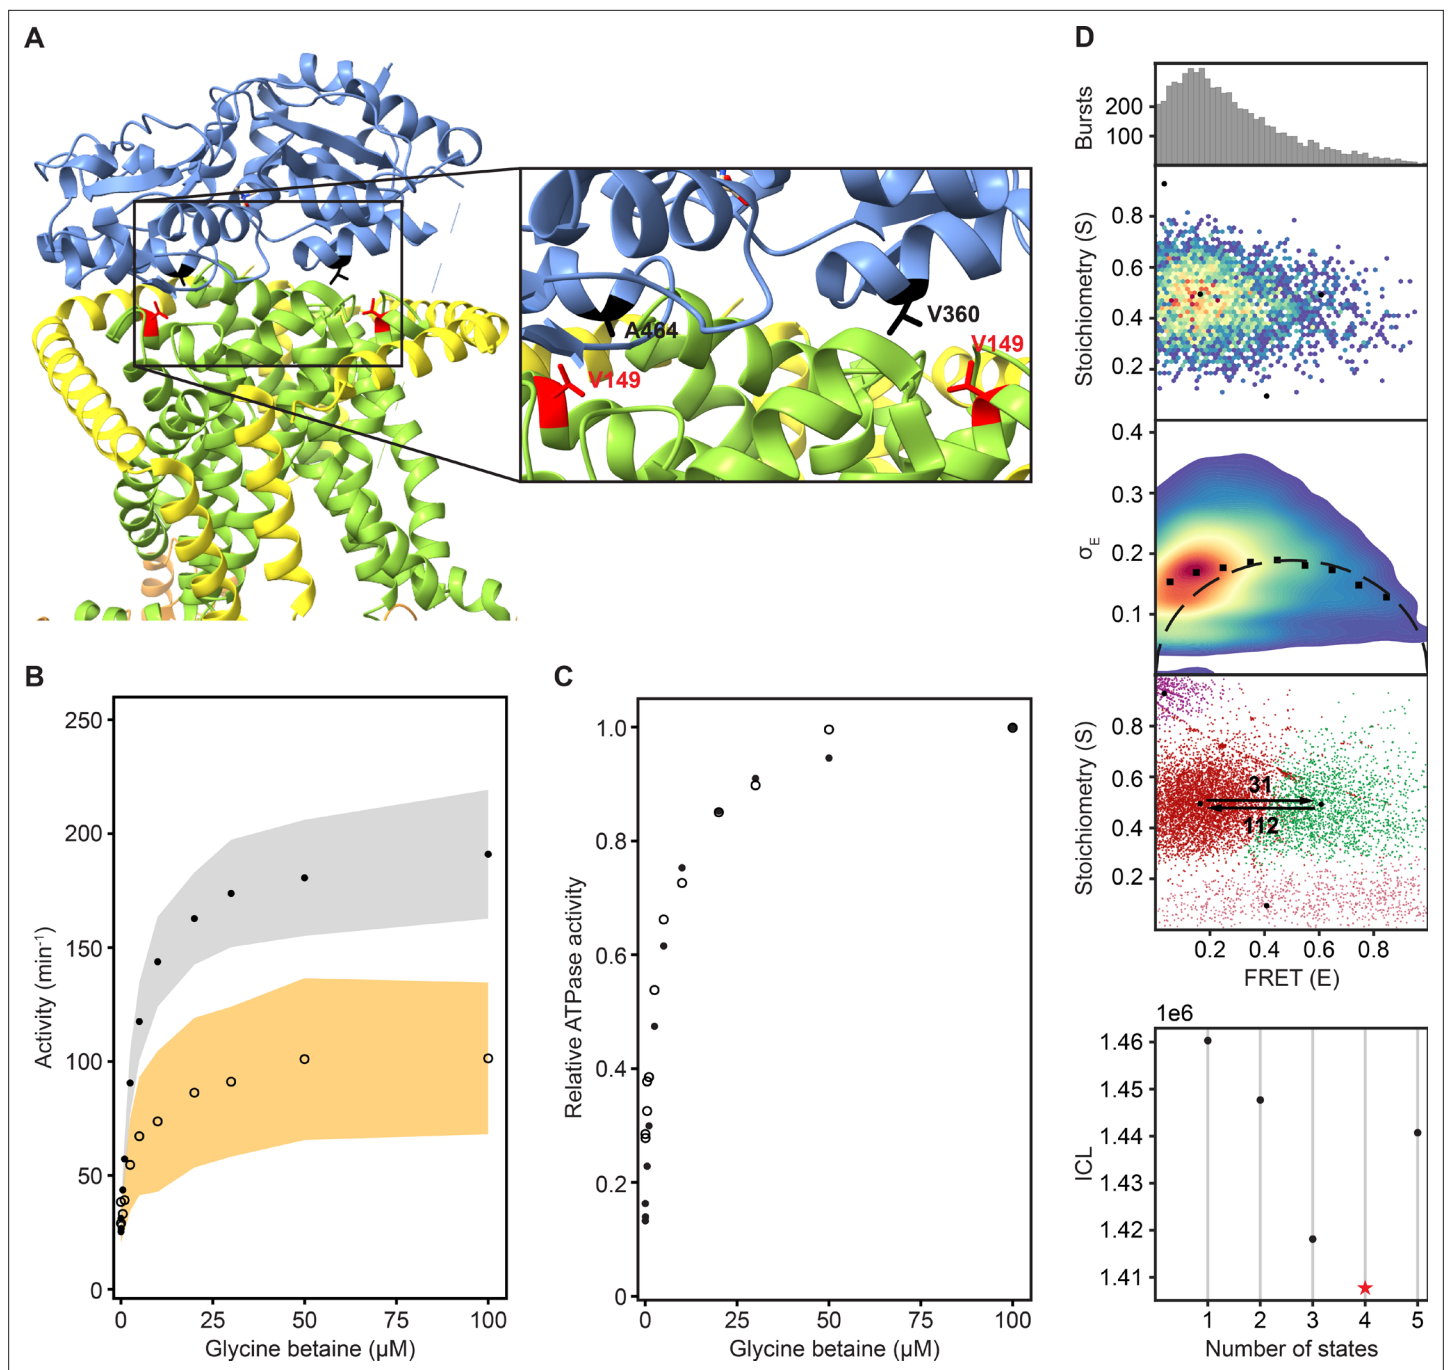 A
D
A464
V360
V149
V149
Bursts
200
100
Stoichiometry (S)
0.8
0.6
0.4
0.2
σE
0.4
0.3
0.2
0.1
Stoichiometry (S)
0.8
0.6
0.4
0.2
31
112
0.2 0.4 0.6 0.8
FRET (E)
1e6
ICL
1.46
1.45
1.44
1.43
1.42
1.41
1 2 3 4 5
Number of states
B
Activity (min-1)
250
200
150
100
50
0
0 25 50 75 100
Glycine betaine (µM)
C
Relative ATPase activity
1.0
0.8
0.6
0.4
0.2
0
0 25 50 75 100
Glycine betaine (µM)